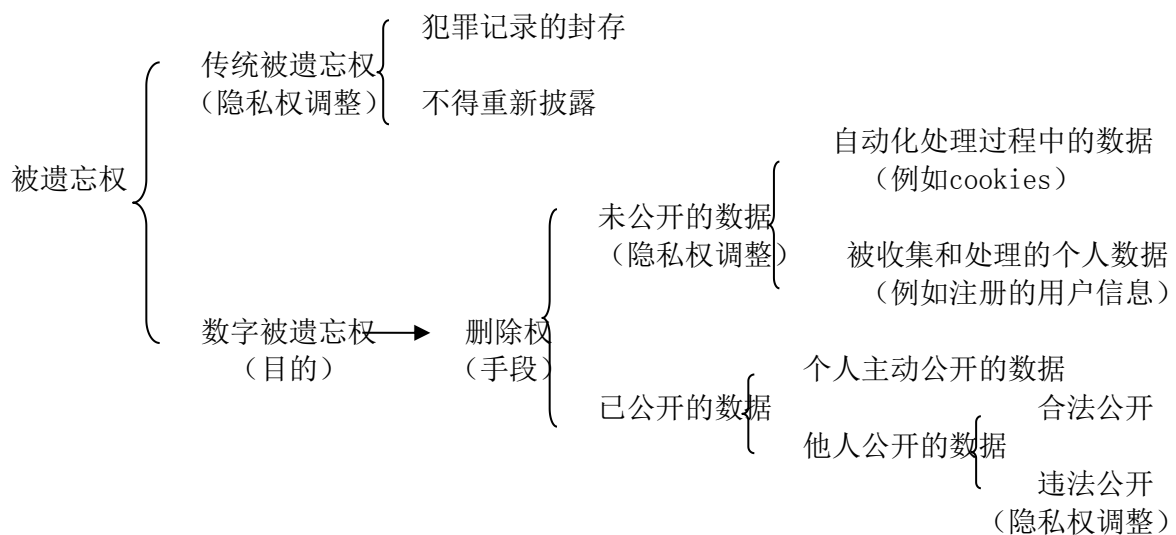 犯罪记录的封存
传统被遗忘权
(隐私权调整)
不得重新披露
被遗忘权
自动化处理过程中的数据
(例如cookies)
未公开的数据
(隐私权调整)
被收集和处理的个人数据
(例如注册的用户信息)
数字被遗忘权
(目的)
删除权
(手段)
已公开的数据
个人主动公开的数据
他人公开的数据
合法公开
违法公开
(隐私权调整)